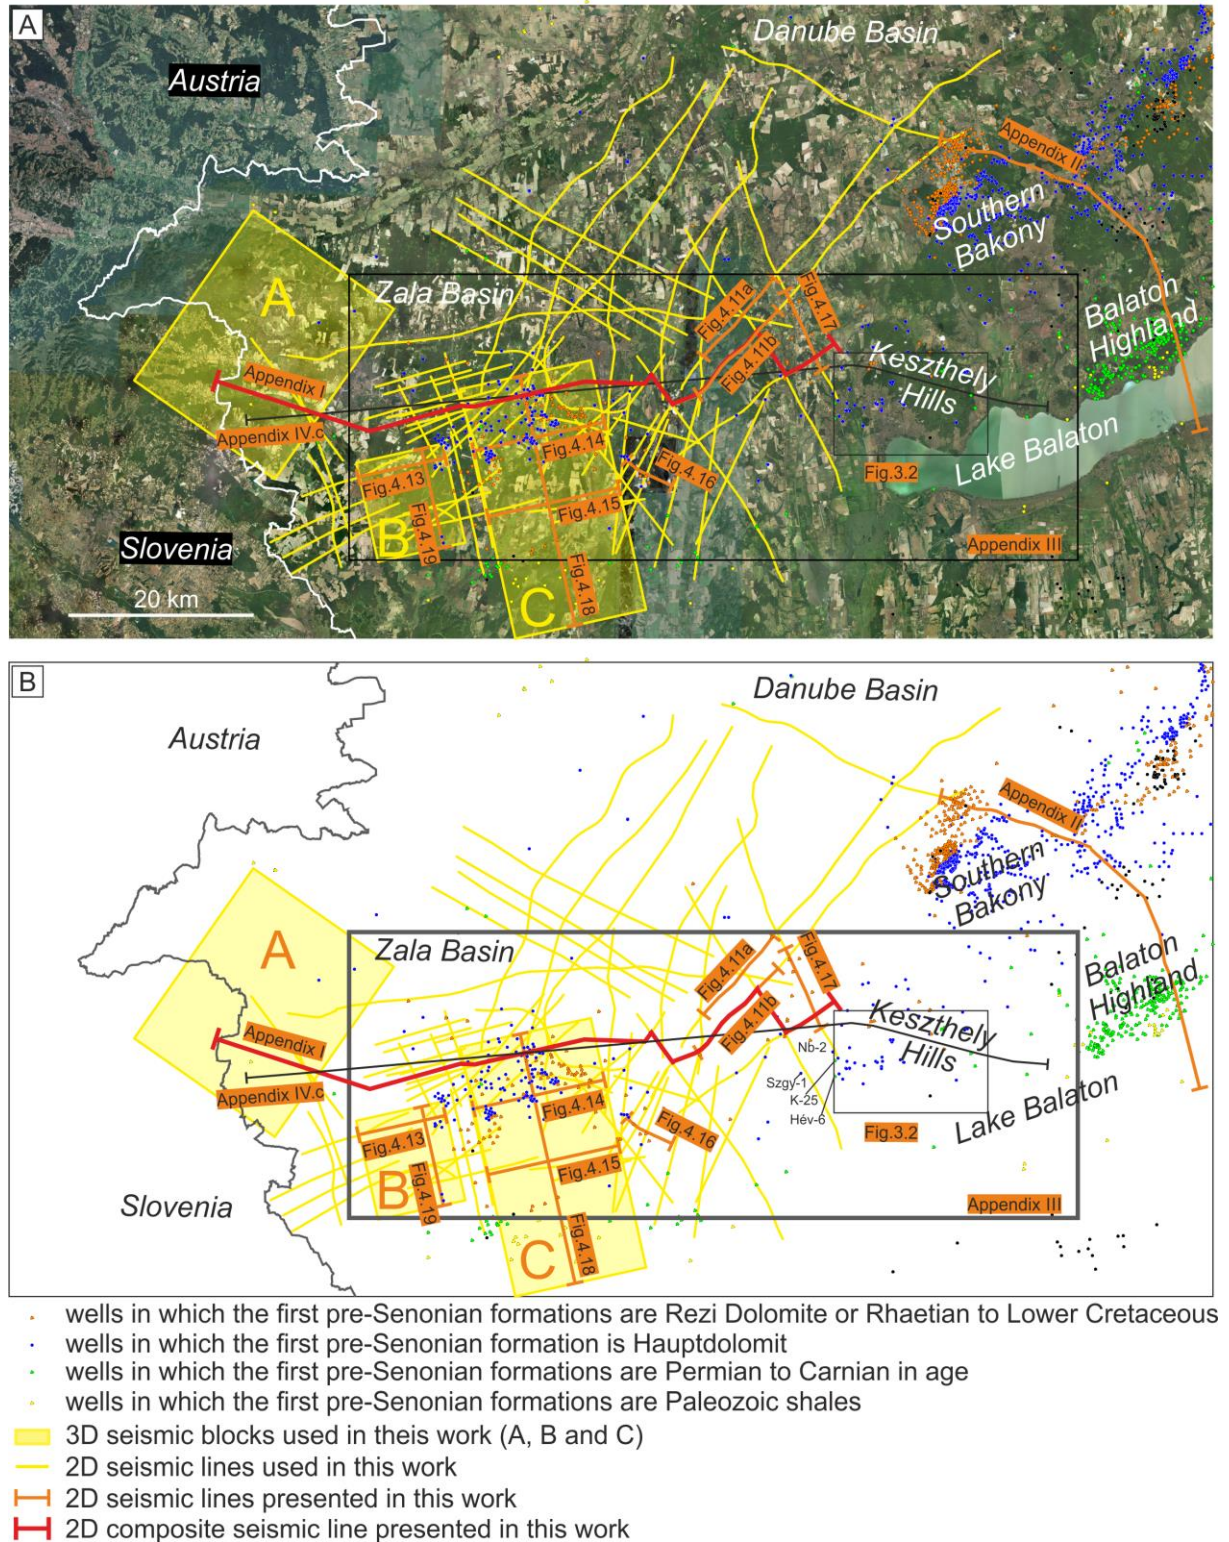 A
Danube Basin
Austria
Appendix II
Southern
Bakony
A
Zala Basin
Fig.4.11a
Fig.4.17
Balaton
Highland
Fig.4.11b
Keszthely
Hills
Appendix I
Appendix IV.c
Fig.4.14
Lake Balaton
Fig.4.13
Fig.4.16
Fig.3.2
Fig.4.15
Slovenia
B
Fig.4.19
Appendix III
Fig.4.18
20 km
C
B
Danube Basin
Austria
Appendix II
Southern
Bakony
A
Zala Basin
Fig.4.11a
Fig.4.17
Balaton
Highland
Fig.4.11b
Keszthely
Hills
Appendix I
Nb-2
Szgy-1
K-25
Hév-6
Appendix IV.c
Fig.4.14
Lake Balaton
Fig.4.13
Fig.4.16
Fig.3.2
Fig.4.15
B
Fig.4.19
Slovenia
Appendix III
Fig.4.18
C
wells in which the first pre-Senonian formations are Rezi Dolomite or Rhaetian to Lower Cretaceous
wells in which the first pre-Senonian formation is Hauptdolomit
wells in which the first pre-Senonian formations are Permian to Carnian in age
wells in which the first pre-Senonian formations are Paleozoic shales
3D seismic blocks used in theis work (A, B and C)
2D seismic lines used in this work
2D seismic lines presented in this work
2D composite seismic line presented in this work